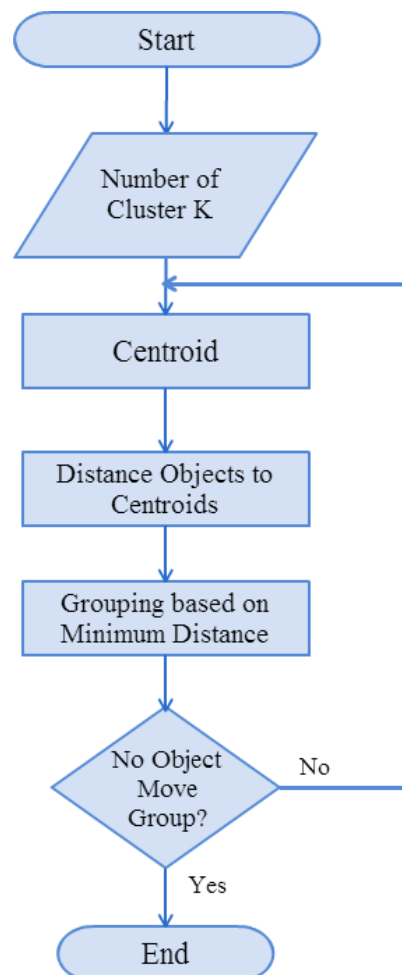 Start
Number of
Cluster K
Centroid
Distance Objects to
Centroids
Grouping based on
Minimum Distance
No Object
Move
Group?
No
Yes
End